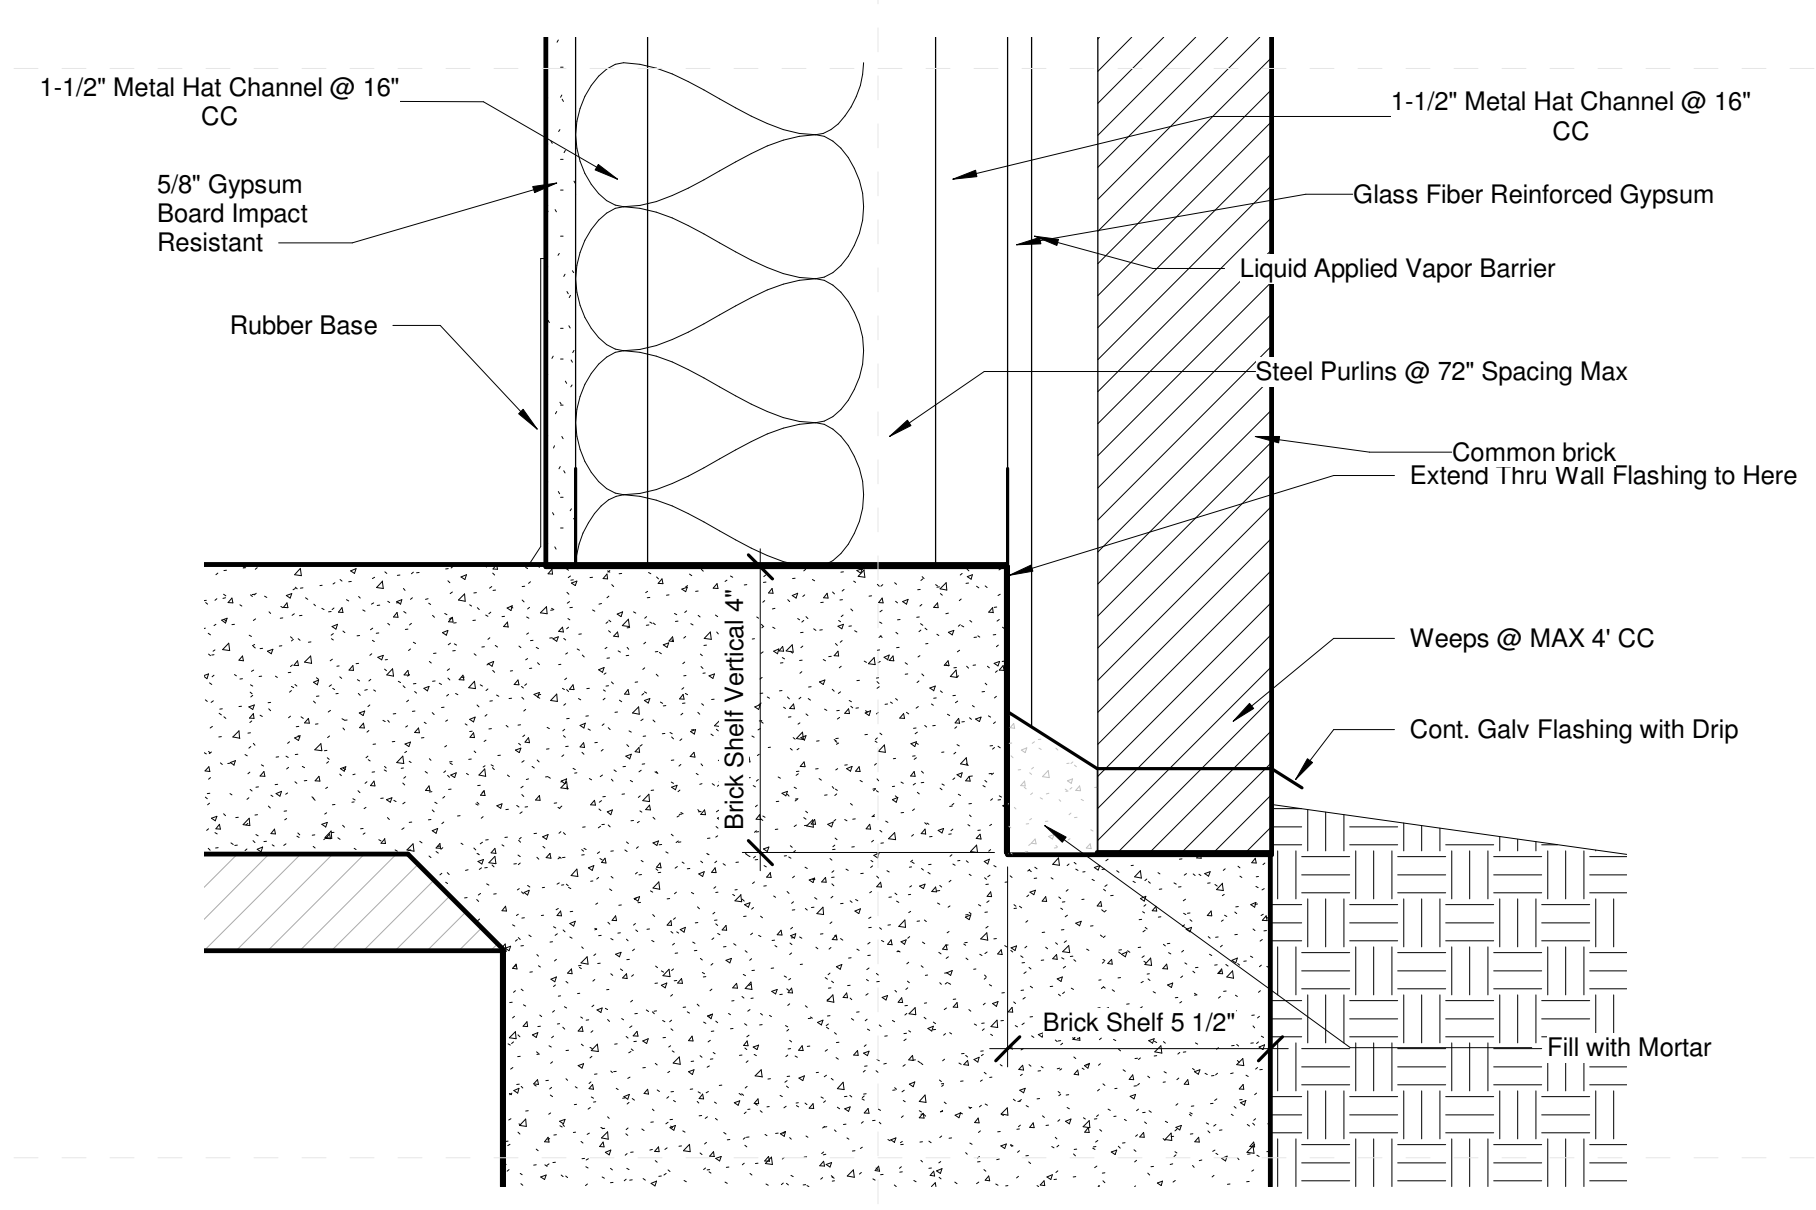 1-1/2" Metal Hat Channel @ 16"
CC
5/8" Gypsum
Board Impact
Resistant
Rubber Base
1-1/2" Metal Hat Channel @ 16"
CC
Glass Fiber Reinforced Gypsum
Liquid Applied Vapor Barrier
Steel Purlins @ 72" Spacing Max
Common brick
Extend Thru Wall Flashing to Here
Weeps @ MAX 4' CC
Cont. Galv Flashing with Drip
Brick Shelf Vertical 4"
Brick Shelf 5 1/2"
Fill with Mortar